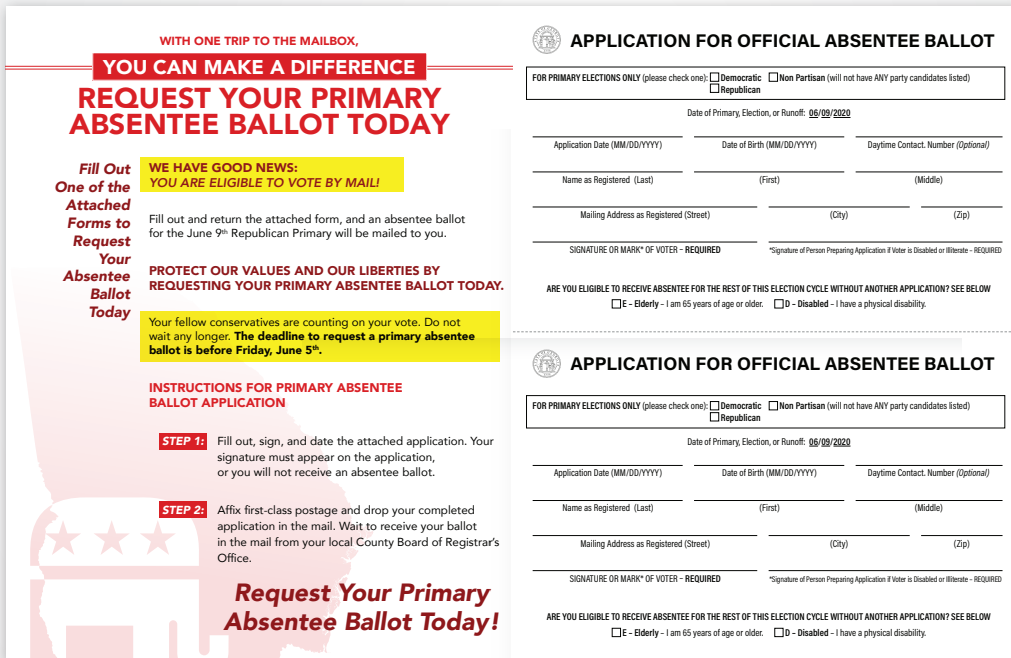 WITH ONE TRIP TO THE MAILBOX,
YOU CAN MAKE A DIFFERENCE
REQUEST YOUR PRIMARY
ABSENTEE BALLOT TODAY
Fill Out
One of the
Attached
Forms to
Request
Your
Absentee
Ballot
Today
WE HAVE GOOD NEWS:
YOU ARE ELIGIBLE TO VOTE BY MAIL!
Fill out and return the attached form, and an absentee ballot
for the June 9th Republican Primary will be mailed to you.
PROTECT OUR VALUES AND OUR LIBERTIES BY
REQUESTING YOUR PRIMARY ABSENTEE BALLOT TODAY.
Your fellow conservatives are counting on your vote. Do not
wait any longer. The deadline to request a primary absentee
ballot is before Friday, June 5th.
INSTRUCTIONS FOR PRIMARY ABSENTEE
BALLOT APPLICATION
STEP 1: Fill out, sign, and date the attached application. Your
signature must appear on the application,
or you will not receive an absentee ballot.
STEP 2: Affix first-class postage and drop your completed
application in the mail. Wait to receive your ballot
in the mail from your local County Board of Registrar's
Office.
Request Your Primary
Absentee Ballot Today!
APPLICATION FOR OFFICIAL ABSENTEE BALLOT
FOR PRIMARY ELECTIONS ONLY (please check one): Democratic Non Partisan (will not have ANY party candidates listed)
Republican
Date of Primary, Election, or Runoff: 06/09/2020
Application Date (MM/DD/YYYY) Date of Birth (MM/DD/YYYY) Daytime Contact. Number (Optional)
Name as Registered (Last) (First) (Middle)
Mailing Address as Registered (Street) (City) (Zip)
SIGNATURE OR MARK* OF VOTER – REQUIRED *Signature of Person Preparing Application if Voter is Disabled or Illiterate – REQUIRED
ARE YOU ELIGIBLE TO RECEIVE ABSENTEE FOR THE REST OF THIS ELECTION CYCLE WITHOUT ANOTHER APPLICATION? SEE BELOW
E – Elderly – I am 65 years of age or older. D – Disabled – I have a physical disability.
APPLICATION FOR OFFICIAL ABSENTEE BALLOT
FOR PRIMARY ELECTIONS ONLY (please check one): Democratic Non Partisan (will not have ANY party candidates listed)
Republican
Date of Primary, Election, or Runoff: 06/09/2020
Application Date (MM/DD/YYYY) Date of Birth (MM/DD/YYYY) Daytime Contact. Number (Optional)
Name as Registered (Last) (First) (Middle)
Mailing Address as Registered (Street) (City) (Zip)
SIGNATURE OR MARK* OF VOTER – REQUIRED *Signature of Person Preparing Application if Voter is Disabled or Illiterate – REQUIRED
ARE YOU ELIGIBLE TO RECEIVE ABSENTEE FOR THE REST OF THIS ELECTION CYCLE WITHOUT ANOTHER APPLICATION? SEE BELOW
E – Elderly – I am 65 years of age or older. D – Disabled – I have a physical disability.